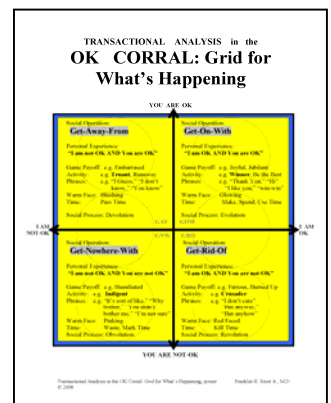 TRANSACTIONAL ANALYSIS in the
OK CORRAL: Grid for
What's Happening
YOU ARE OK
Social Operation:
Get-Away-From
Personal Experience:
"I am not-OK AND You are OK"
Game Payoff: e.g. Embarrassed
Activity: e.g. Tenant, Runaway
Phrases: e.g. "I Guess," "I don't
know," "You know"
Warm Face: Blushing
Time: Pass Time
Social Process: Devolution
Social Operation:
Get-On-With
Personal Experience:
"I am OK AND You are OK"
Game Payoff: e.g. Joyful, Jubilant
Activity: e.g. Winner, Be the Best
Phrases: e.g. "Thank You," "Hi"
"I like you," "win-win"
Warm Face: Glowing
Time: Make, Spend, Use Time
Social Process: Evolution
I AM
NOT-OK
I AM
OK
Social Operation:
Get-Nowhere-With
Personal Experience:
"I am not-OK AND You are not-OK"
Game Payoff: e.g. Humiliated
Activity: e.g. Indigent
Phrases: e.g. "It's sort of like," "Why
bother," "You didn't
bother me," "I'm not sure"
Warm Face: Pinking
Time: Waste, Mark Time
Social Process: Obvolution
Social Operation:
Get-Rid-Of
Personal Experience:
"I am OK AND You are not-OK"
Game Payoff: e.g. Furious, Burned Up
Activity: e.g. Crusader
Phrases: e.g. "I don't care"
"But anyway,"
"But anyhow"
Warm Face: Red Faced
Time: Kill Time
Social Process: Revolution
YOU ARE NOT-OK
Transactional Analysis in the OK Corral: Grid for What's Happening, poster
Franklin H. Ernst Jr., M.D.
© 2008